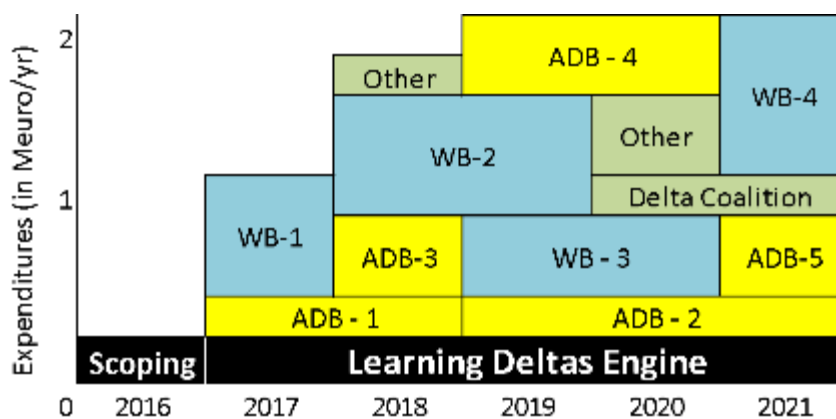 Expenditures (in Meuro/yr)
2
1
0
ADB - 4
Other
WB-4
WB-2
Other
Delta Coalition
WB-1
ADB-3
WB - 3
ADB-5
ADB - 1
ADB - 2
Scoping
Learning Deltas Engine
2016
2017
2018
2019
2020
2021